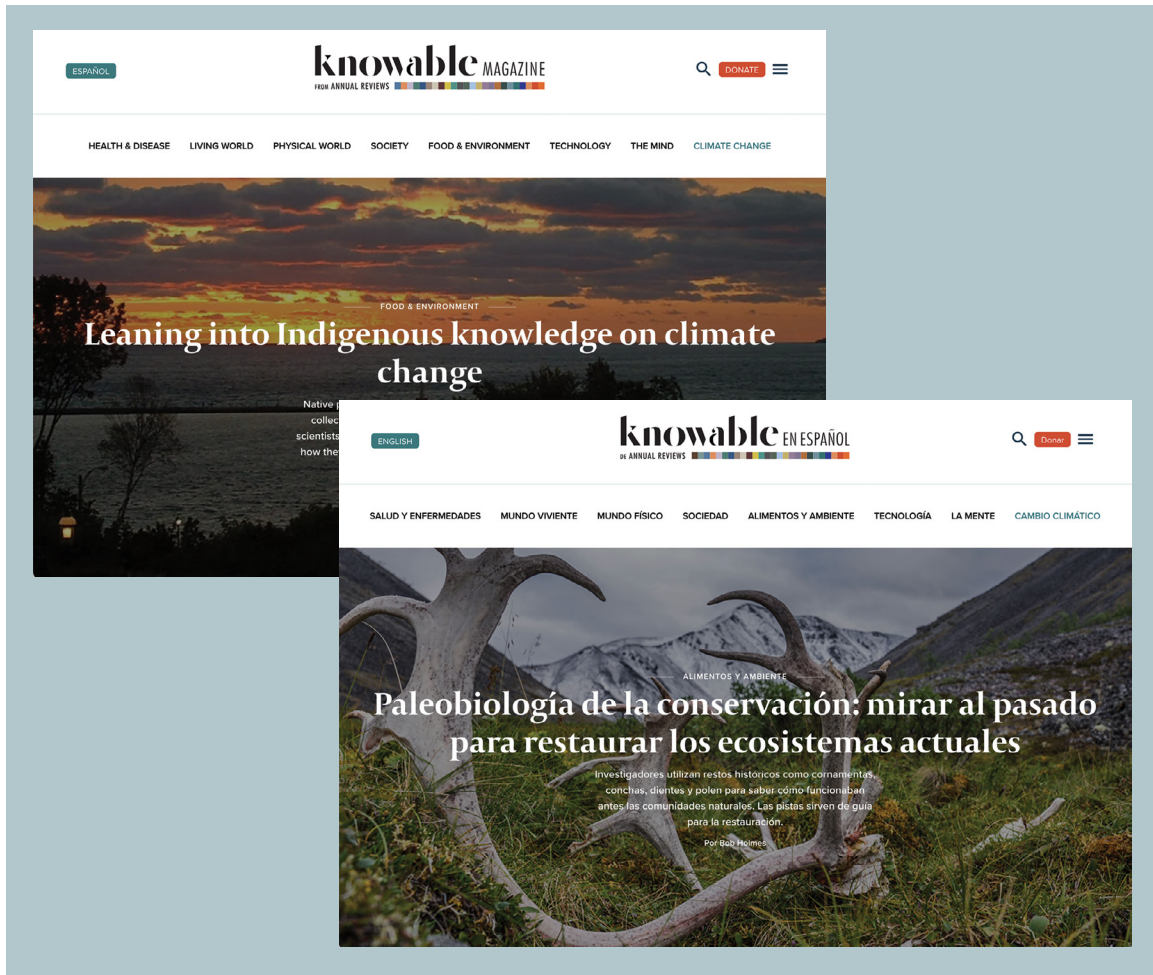 ESPAÑOL
knowable MAGAZINE
FROM ANNUAL REVIEWS
DONATE
HEALTH & DISEASE LIVING WORLD PHYSICAL WORLD SOCIETY FOOD & ENVIRONMENT TECHNOLOGY THE MIND CLIMATE CHANGE
FOOD & ENVIRONMENT
Leaning into Indigenous knowledge on climate
change
Native
collec
scientists
how the
ENGLISH
knowable EN ESPAÑOL
DE ANNUAL REVIEWS
Donar
SALUD Y ENFERMEDADES MUNDO VIVIENTE MUNDO FÍSICO SOCIEDAD ALIMENTOS Y AMBIENTE TECNOLOGÍA LA MENTE CAMBIO CLIMÁTICO
ALIMENTOS Y AMBIENTE
Paleobiología de la conservación: mirar al pasado
para restaurar los ecosistemas actuales
Investigadores utilizan restos históricos como cornamentas,
conchas, dientes y polen para saber cómo funcionaban
antes las comunidades naturales. Las pistas sirven de guía
para la restauración.
Por Bob Holmes